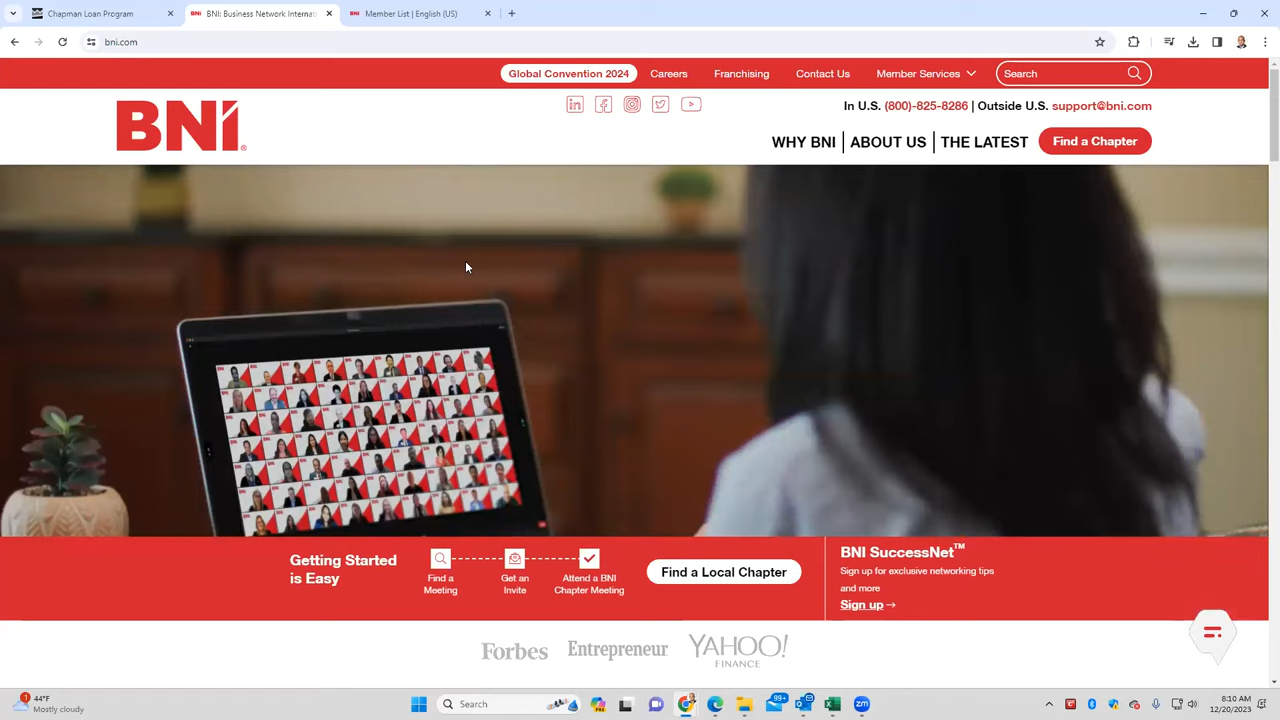 Chapman Loan Program
BNI: Business Network Internat
Member List | English (US)
bni.com
Global Convention 2024
Careers
Franchising
Contact Us
Member Services
Search
BNI®
In U.S. (800)-825-8286 | Outside U.S. support@bni.com
WHY BNI
ABOUT US
THE LATEST
Find a Chapter
Getting Started
is Easy
Find a
Meeting
Get an
Invite
Attend a BNI
Chapter Meeting
Find a Local Chapter
BNI SuccessNet™
Sign up for exclusive networking tips
and more
Sign up →
Forbes
Entrepreneur
YAHOO!
FINANCE
1
44°F
Mostly cloudy
Search
99+
8:10 AM
12/20/2023